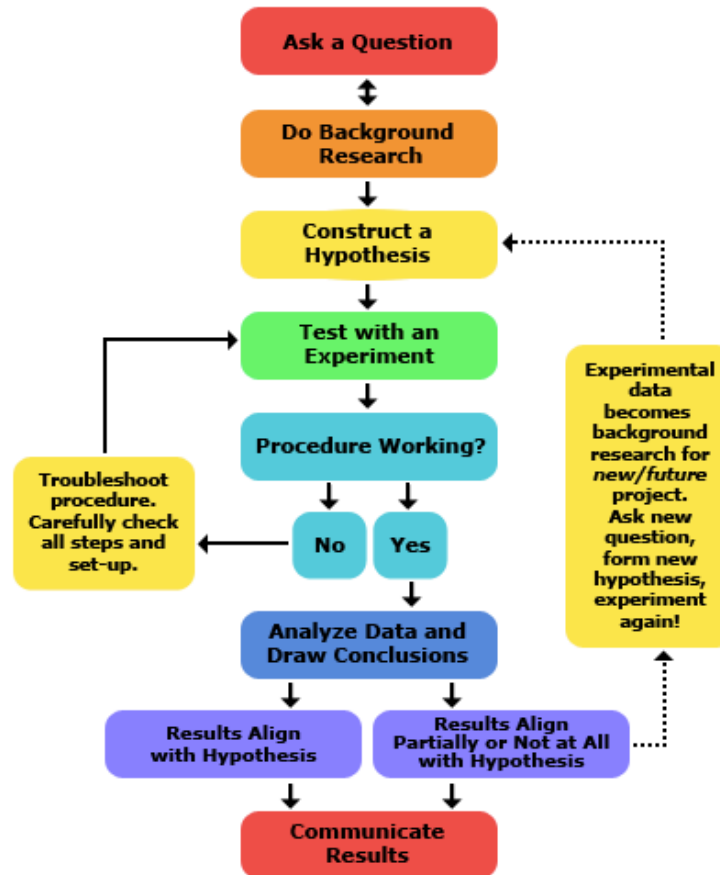 Ask a Question
Do Background
Research
Construct a
Hypothesis
Test with an
Experiment
Procedure Working?
No
Yes
Troubleshoot
procedure.
Carefully check
all steps and
set-up.
Experimental
data
becomes
background
research for
new/future
project.
Ask new
question,
form new
hypothesis,
experiment
again!
Analyze Data and
Draw Conclusions
Results Align
with Hypothesis
Results Align
Partially or Not at All
with Hypothesis
Communicate
Results